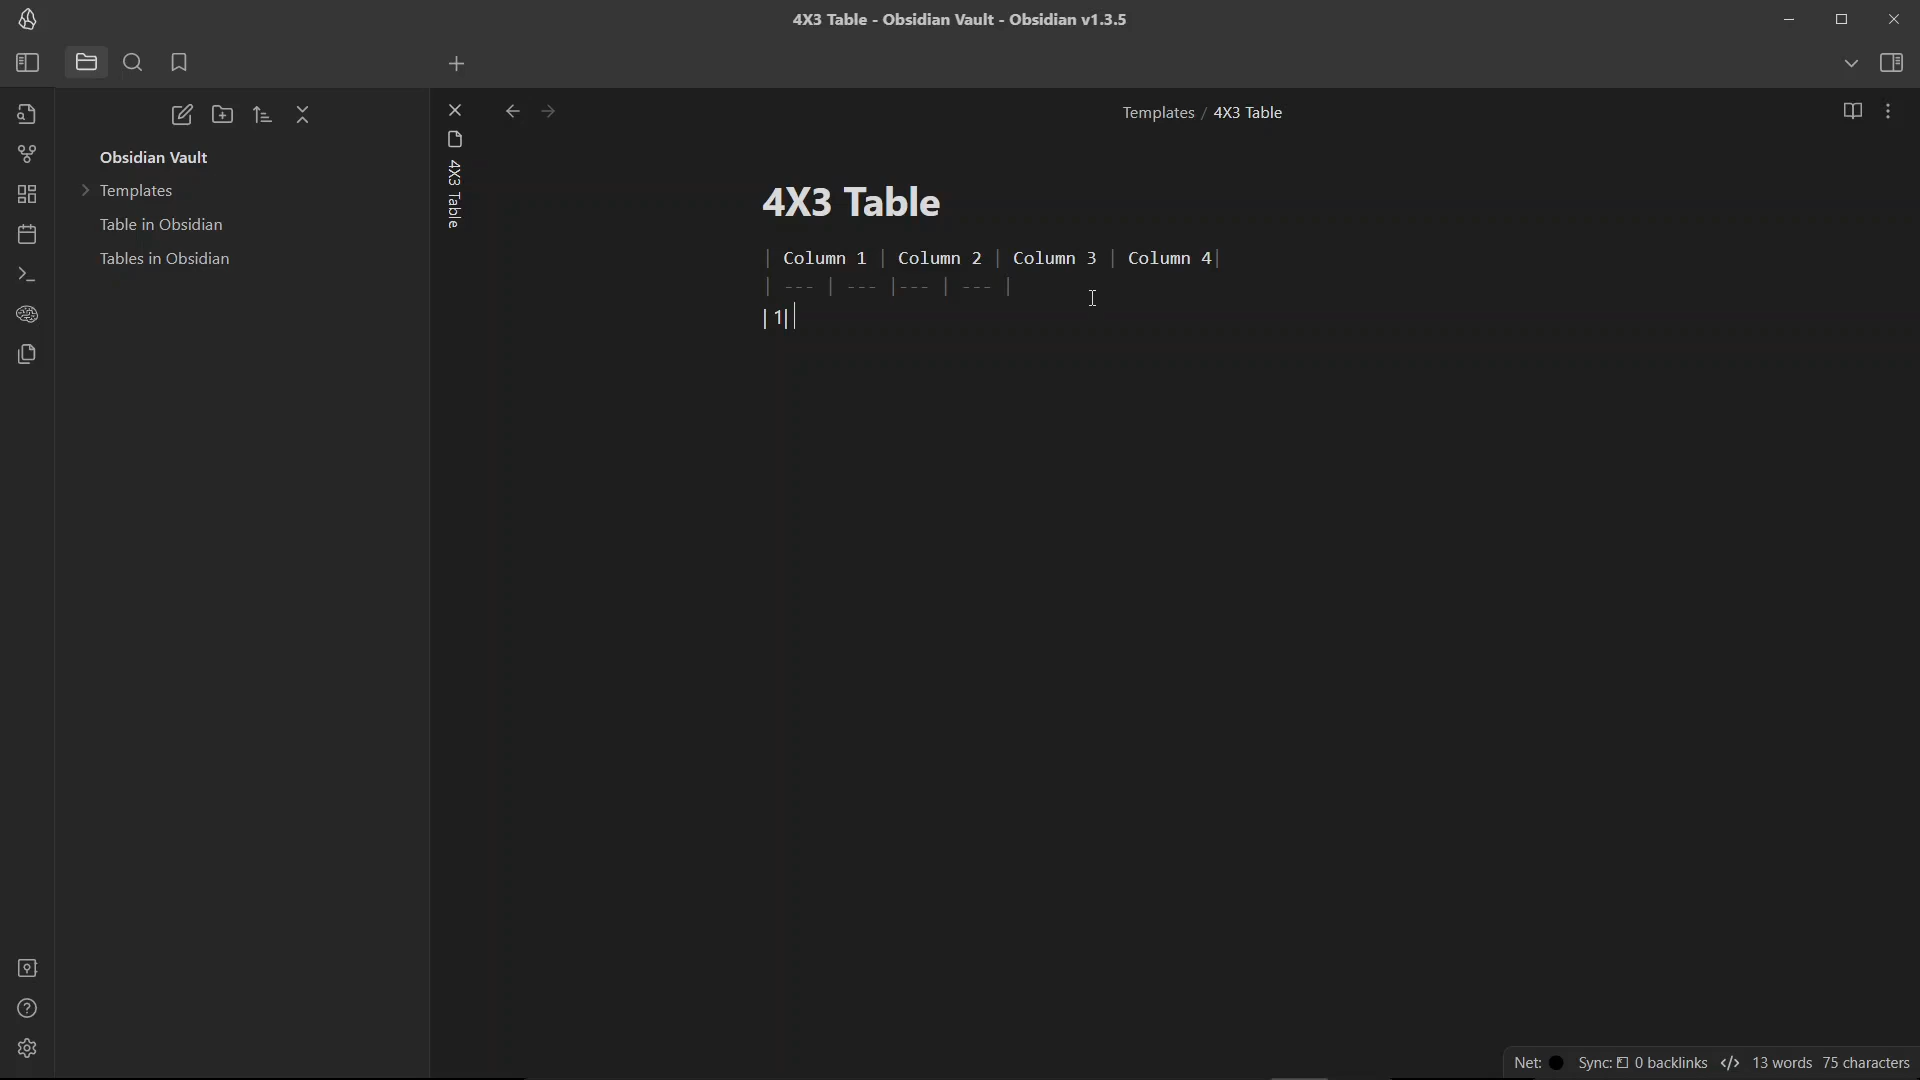 4X3 Table - Obsidian Vault - Obsidian v1.3.5
Templates / 4X3 Table
Obsidian Vault
Templates
Table in Obsidian
Tables in Obsidian
4X3 Table
4X3 Table
| Column 1 | Column 2 | Column 3 | Column 4|
| --- | --- |--- | --- |
| 1|
Net: Sync: 0 backlinks </> 13 words 75 characters